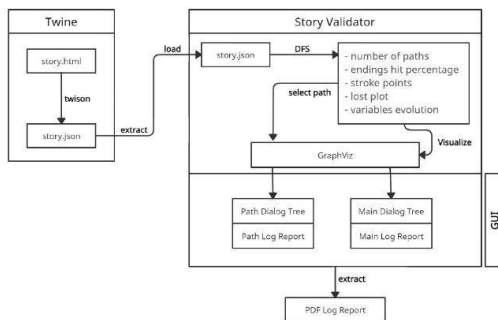 Twine
Story Validator
story.html
twison
story.json
extract
load
story.json
DFS
- number of paths
- endings hit percentage
- stroke points
- lost plot
- variables evolution
select path
Visualize
GraphViz
Path Dialog Tree
Path Log Report
Main Dialog Tree
Main Log Report
GUI
extract
PDF Log Report